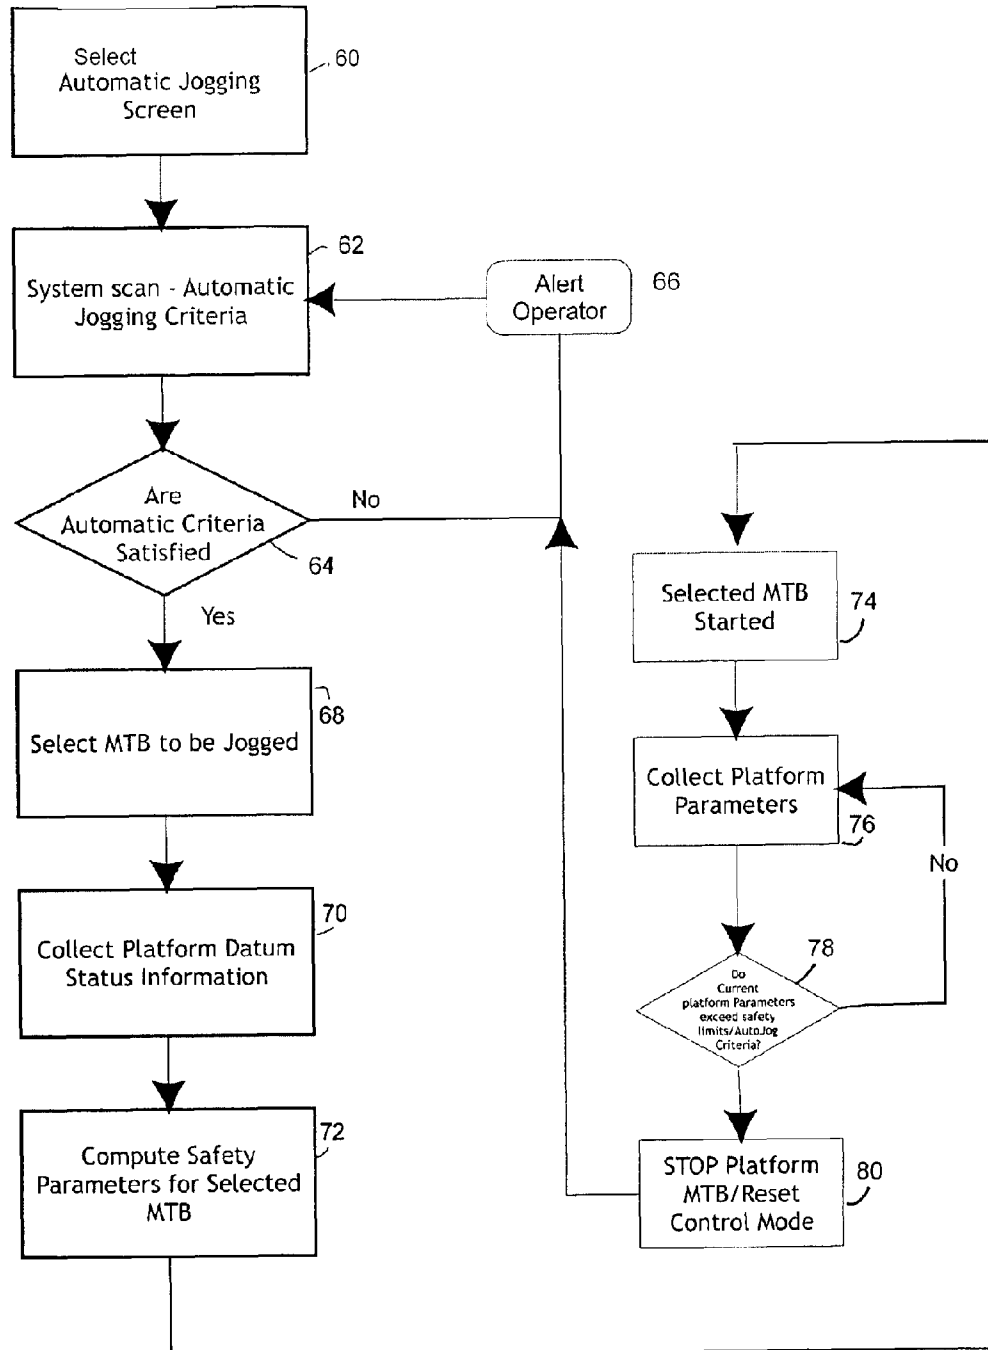 Select
Automatic Jogging
Screen
60
System scan - Automatic
Jogging Criteria
62
Alert
Operator
66
Are
Automatic Criteria
Satisfied
64
No
Yes
Select MTB to be Jogged
68
Collect Platform Datum
Status Information
70
Compute Safety
Parameters for Selected
MTB
72
Selected MTB
Started
74
Collect Platform
Parameters
76
No
Do
Current
platform Parameters
exceed safety
limits/AutoJog
Criteria?
78
STOP Platform
MTB/Reset
Control Mode
80